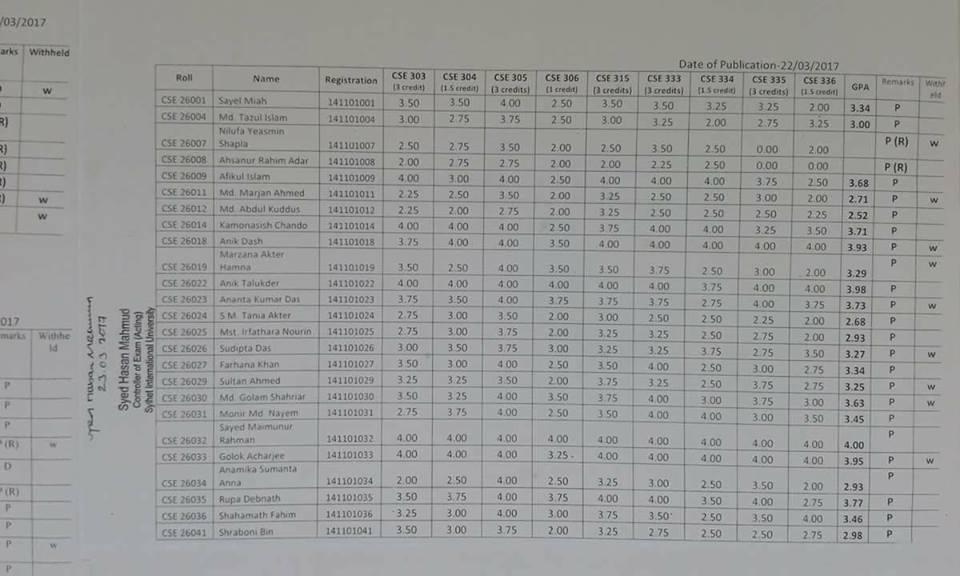 /03/2017
arks Withheld
w
R)
R)
R)
R)
) w
w
017
marks Withhe
ld
P
P
P
P (R) w
D
P (R)
P
P
P w
P
23.03.2017
Syed Hasan Mahmud
Controller of Exam (Acting)
Sylhet International University
Date of Publication-22/03/2017
Roll Name Registration CSE 303 (3 credit) CSE 304 (1.5 credit) CSE 305 (3 credits) CSE 306 (1 credit) CSE 315 (3 credits) CSE 333 (3 credits) CSE 334 (1.5 credit) CSE 335 (3 credits) CSE 336 (1.5 credit) GPA Remarks Withh eld
CSE 26001 Sayel Miah 141101001 3.50 3.50 4.00 2.50 3.50 3.50 3.25 3.25 2.00 3.34 P
CSE 26004 Md. Tazul Islam 141101004 3.00 2.75 3.75 2.50 3.00 3.25 2.00 2.75 3.25 3.00 P
Nilufa Yeasmin
CSE 26007 Shapla 141101007 2.50 2.75 3.50 2.00 2.50 3.50 2.50 0.00 2.00 P (R) w
CSE 26008 Ahsanur Rahim Adar 141101008 2.00 2.75 2.75 2.00 2.00 2.25 2.50 0.00 0.00 P (R)
CSE 26009 Afikul Islam 141101009 4.00 3.00 4.00 2.50 4.00 4.00 4.00 3.75 2.50 3.68 P
CSE 26011 Md. Marjan Ahmed 141101011 2.25 2.50 3.50 2.00 3.25 2.50 2.50 3.00 2.00 2.71 P w
CSE 26012 Md. Abdul Kuddus 141101012 2.25 2.00 2.75 2.00 3.25 2.50 2.50 2.50 2.25 2.52 P
CSE 26014 Kamonasish Chando 141101014 4.00 4.00 4.00 2.50 3.75 4.00 4.00 3.25 3.50 3.71 P
CSE 26018 Anik Dash 141101018 3.75 4.00 4.00 3.50 4.00 4.00 4.00 4.00 4.00 3.93 P w
Marzana Akter
CSE 26019 Hamna 141101019 3.50 2.50 4.00 3.50 3.50 3.75 2.50 3.00 2.00 3.29 P w
CSE 26022 Anik Talukder 141101022 4.00 4.00 4.00 4.00 4.00 4.00 3.75 4.00 4.00 3.98 P
CSE 26023 Ananta Kumar Das 141101023 3.75 3.50 4.00 3.75 3.75 3.75 2.75 4.00 3.75 3.73 P w
CSE 26024 S.M. Tania Akter 141101024 2.75 3.00 3.50 2.00 3.00 2.50 2.50 2.25 2.00 2.68 P
CSE 26025 Mst. Irfathara Nourin 141101025 2.75 3.00 3.75 2.00 3.25 3.25 2.50 2.75 2.00 2.93 P
CSE 26026 Sudipta Das 141101026 3.00 3.50 3.75 3.00 3.25 3.25 3.75 2.75 3.50 3.27 P w
CSE 26027 Farhana Khan 141101027 3.50 3.00 4.00 2.50 3.50 4.00 2.50 3.00 2.75 3.34 P
CSE 26029 Sultan Ahmed 141101029 3.25 3.25 3.50 2.00 3.75 3.25 2.50 3.75 2.75 3.25 P w
CSE 26030 Md. Golam Shahriar 141101030 3.50 3.25 4.00 3.50 3.75 4.00 3.00 3.75 3.00 3.63 P w
CSE 26031 Monir Md. Nayem 141101031 2.75 3.75 4.00 2.50 3.50 4.00 4.00 3.00 3.50 3.45 P
Sayed Maimunur
CSE 26032 Rahman 141101032 4.00 4.00 4.00 4.00 4.00 4.00 4.00 4.00 4.00 4.00 P
CSE 26033 Golok Acharjee 141101033 4.00 4.00 4.00 3.25 4.00 4.00 4.00 4.00 4.00 3.95 P w
Anamika Sumanta
CSE 26034 Anna 141101034 2.00 2.50 4.00 2.50 3.25 3.00 2.50 3.50 2.00 2.93 P
CSE 26035 Rupa Debnath 141101035 3.50 3.75 4.00 3.75 4.00 4.00 3.50 4.00 2.75 3.77 P
CSE 26036 Shahamath Fahim 141101036 3.25 3.00 4.00 3.00 3.75 3.50 2.50 3.50 4.00 3.46 P
CSE 26041 Shraboni Bin 141101041 3.50 3.00 3.75 2.00 3.25 2.75 2.50 2.50 2.75 2.98 P